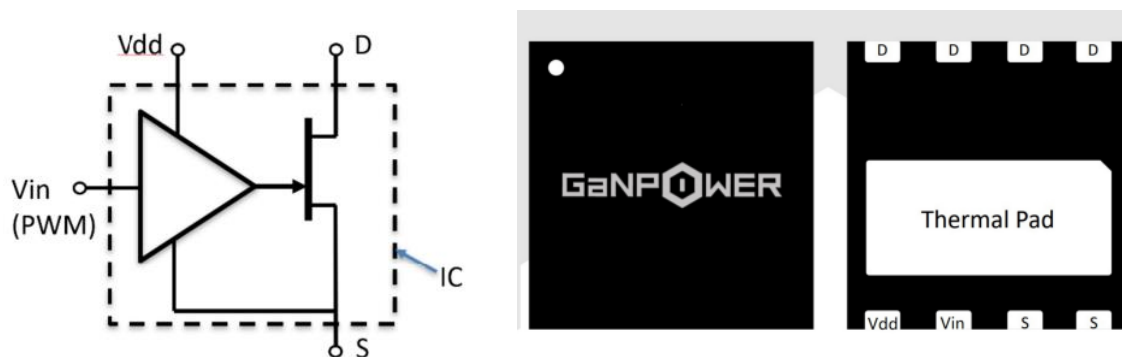 Vdd
D
Vin
(PWM)
IC
S
GaNPOWER
D D D D
Thermal Pad
Vdd Vin S S